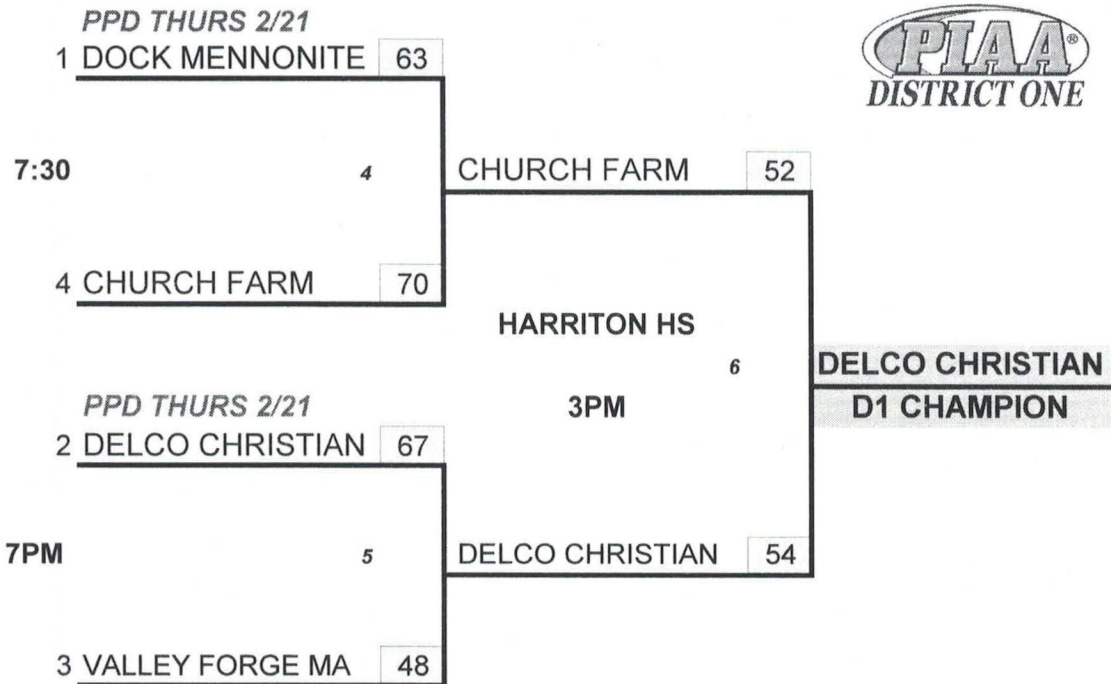 PPD THURS 2/21
1 DOCK MENNONITE 63
PIAA®
DISTRICT ONE
7:30 4 CHURCH FARM 52
4 CHURCH FARM 70
HARRITON HS
6 DELCO CHRISTIAN
PPD THURS 2/21 3PM D1 CHAMPION
2 DELCO CHRISTIAN 67
7PM 5 DELCO CHRISTIAN 54
3 VALLEY FORGE MA 48